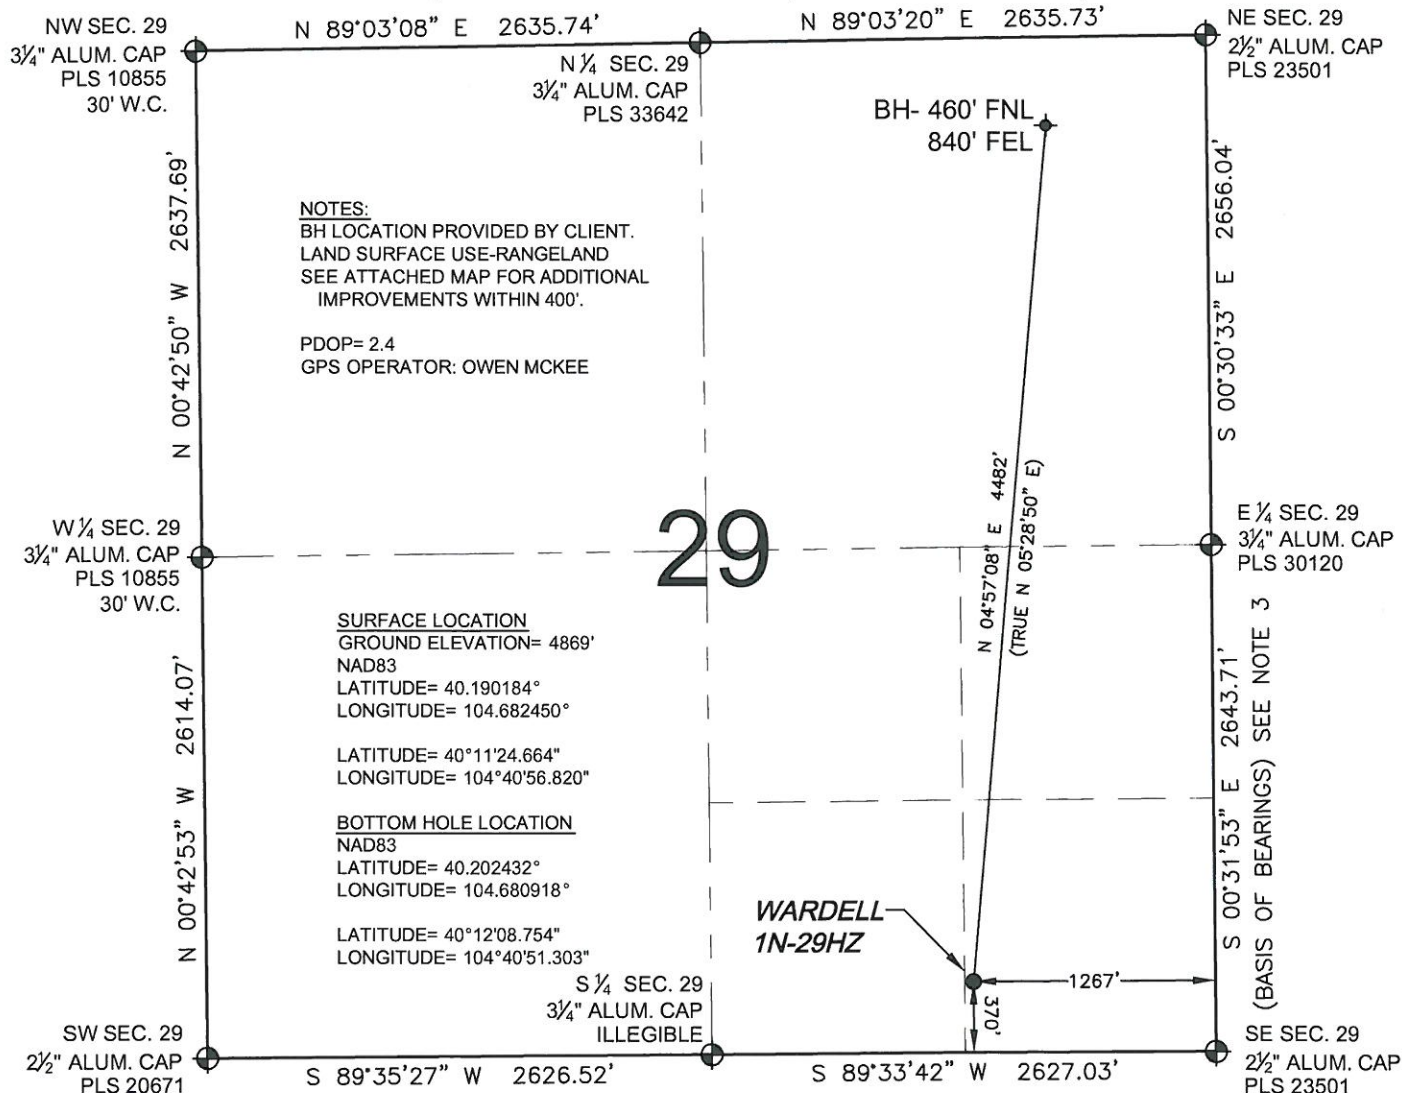 NW SEC. 29
3¼" ALUM. CAP
PLS 10855
30' W.C.
N 89°03'08" E 2635.74'
N ¼ SEC. 29
3¼" ALUM. CAP
PLS 33642
N 89°03'20" E 2635.73'
NE SEC. 29
2½" ALUM. CAP
PLS 23501
BH- 460' FNL
840' FEL
N 00°42'50" W 2637.69'
NOTES:
BH LOCATION PROVIDED BY CLIENT.
LAND SURFACE USE-RANGELAND
SEE ATTACHED MAP FOR ADDITIONAL
IMPROVEMENTS WITHIN 400'.
PDOP= 2.4
GPS OPERATOR: OWEN MCKEE
S 00°30'33" E 2656.04'
N 04°57'08" E 4482'
(TRUE N 05°28'50" E)
W ¼ SEC. 29
3¼" ALUM. CAP
PLS 10855
30' W.C.
29
E ¼ SEC. 29
3¼" ALUM. CAP
PLS 30120
N 00°42'53" W 2614.07'
SURFACE LOCATION
GROUND ELEVATION= 4869'
NAD83
LATITUDE= 40.190184°
LONGITUDE= 104.682450°
LATITUDE= 40°11'24.664"
LONGITUDE= 104°40'56.820"
BOTTOM HOLE LOCATION
NAD83
LATITUDE= 40.202432°
LONGITUDE= 104.680918°
LATITUDE= 40°12'08.754"
LONGITUDE= 104°40'51.303"
S 00°31'53" E 2643.71'
(BASIS OF BEARINGS) SEE NOTE 3
WARDELL
1N-29HZ
1267'
370'
SW SEC. 29
2½" ALUM. CAP
PLS 20671
S 89°35'27" W 2626.52'
S ¼ SEC. 29
3¼" ALUM. CAP
ILLEGIBLE
S 89°33'42" W 2627.03'
SE SEC. 29
2½" ALUM. CAP
PLS 23501